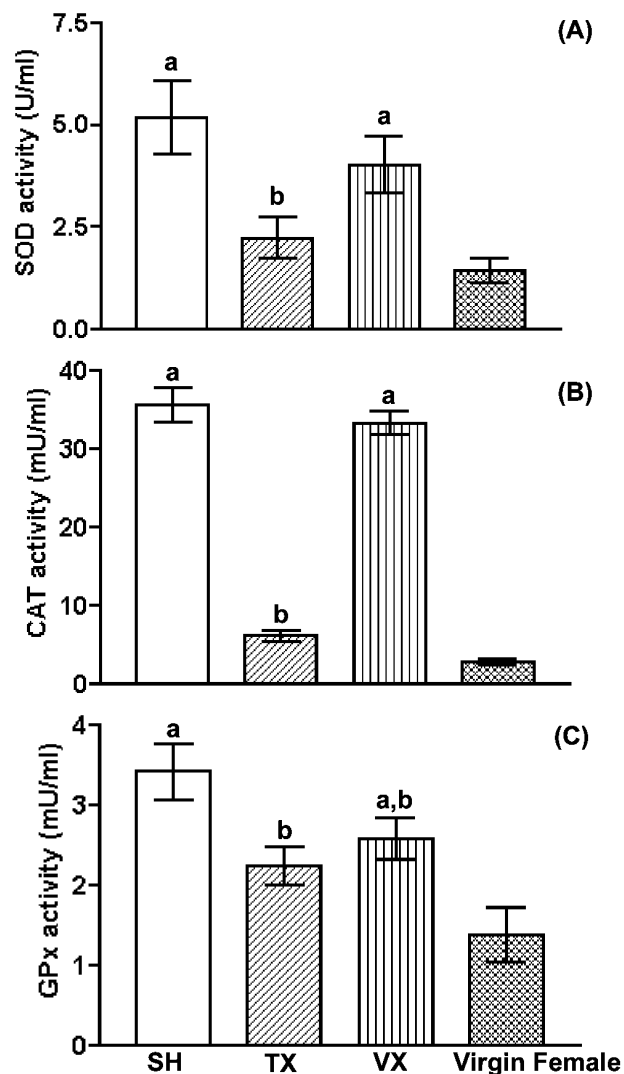 (A)
SOD activity (U/ml)
7.5
5.0
2.5
0.0
a
b
a
(B)
CAT activity (mU/ml)
40
30
20
10
0
a
b
a
(C)
GPx activity (mU/ml)
4
3
2
1
0
a
b
a,b
SH TX VX Virgin Female